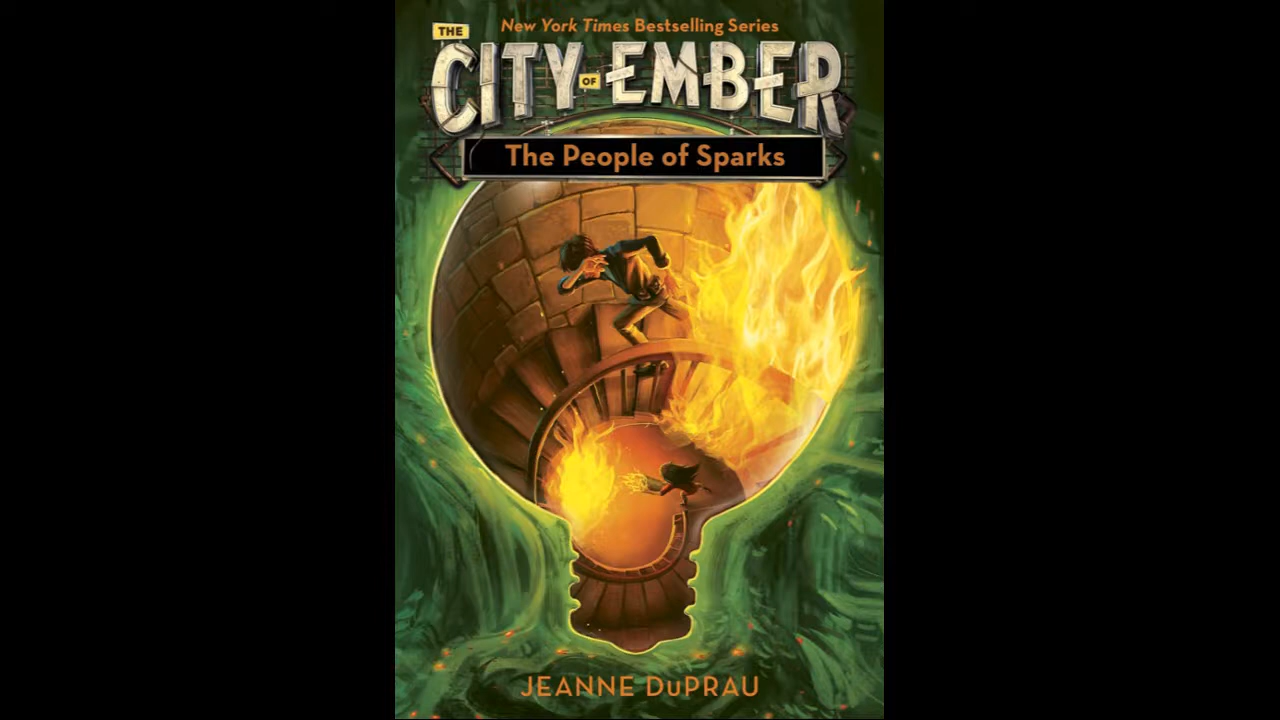 New York Times Bestselling Series
THE
CITY OF EMBER
The People of Sparks
JEANNE DuPRAU